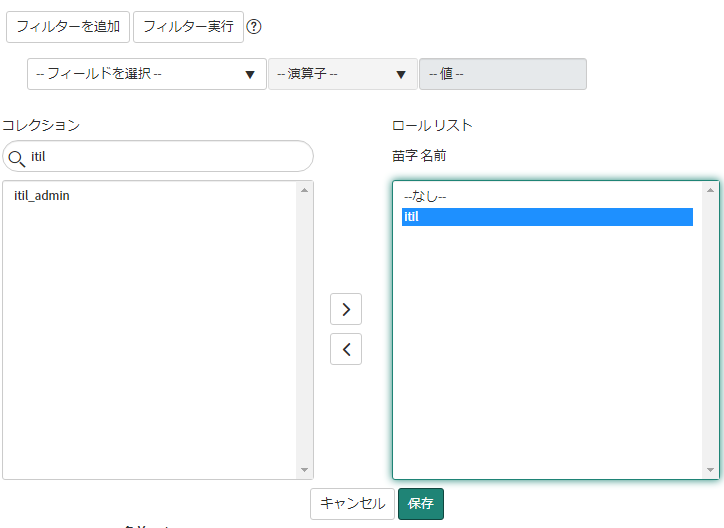 フィルターを追加 フィルター実行 ?
-- フィールドを選択 -- -- 演算子 -- -- 値 --
コレクション
itil
itil_admin
ロール リスト
苗字 名前
--なし--
itil
キャンセル 保存